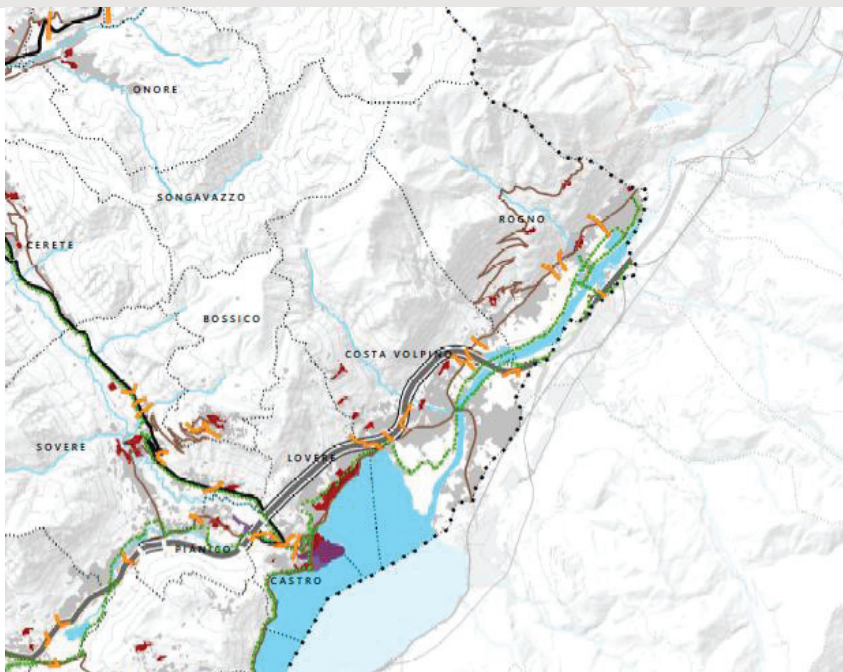 ONORE
SONGAVAZZO
ROGNO
CERETE
BOSSICO
COSTA VOLPINO
SOVERE
LOVERE
PIANICO
CASTRO